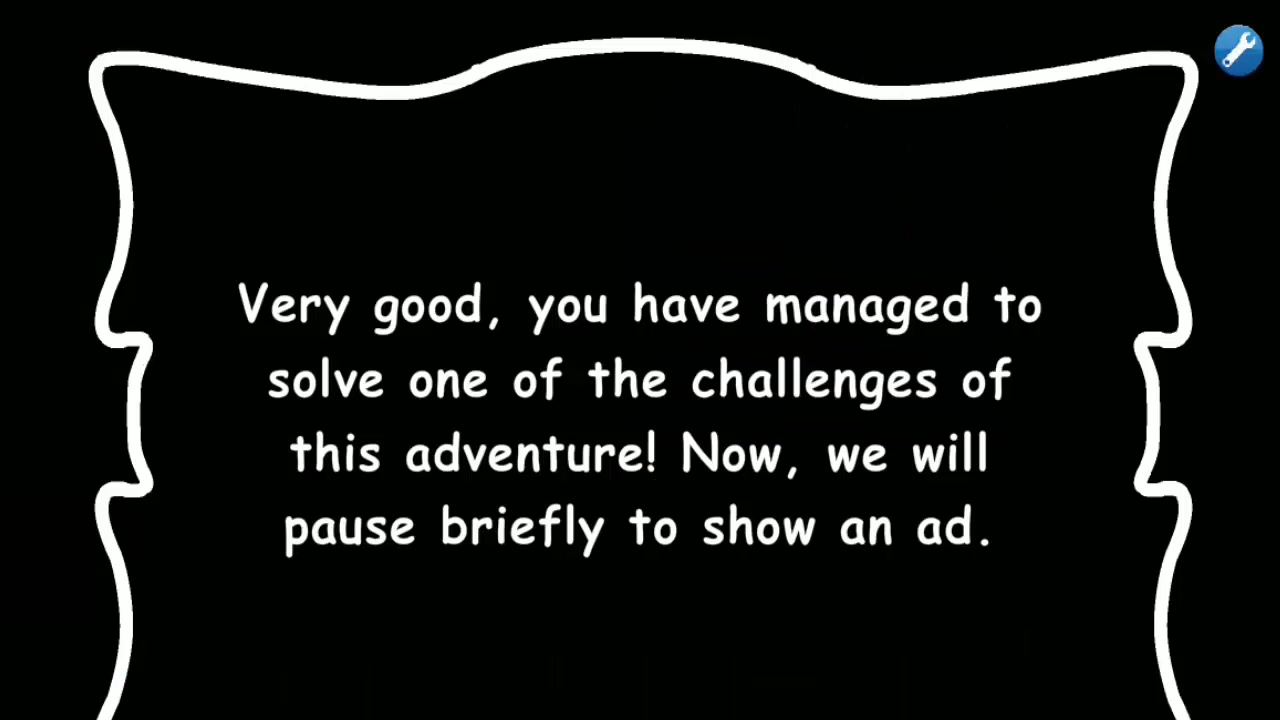 Very good, you have managed to
solve one of the challenges of
this adventure! Now, we will
pause briefly to show an ad.